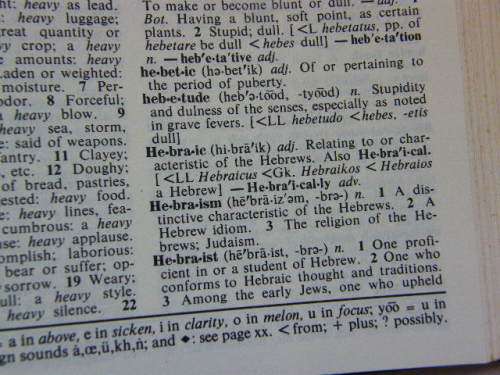 ht; heavy as lead.
heavy luggage;
great quantity or
vy crop; a heavy
e amounts: heavy
Laden or weighted:
moisture. 7 Per-
odor. 8 Forceful;
a heavy blow. 9
heavy sea, storm,
e: said of weapons.
fantry. 11 Clayey;
s, etc. 12 Doughy;
of bread, pastries,
ested: heavy food.
e: heavy lines, fea-
cumbrous: a heavy
use: heavy applause.
omplish; laborious:
bear or suffer; op-
sorrow. 19 Weary;
ull: a heavy style.
heavy silence. 22
To make or become blunt or dull. — adj.
Bot. Having a blunt, soft point, as certain
plants. 2 Stupid; dull. [<L hebetatus, pp. of
hebetare be dull < hebes dull] — heb′e·ta′tion
n. — heb′e·ta′tive adj.
he·bet·ic (hə·bet′ik) adj. Of or pertaining to
the period of puberty.
heb·e·tude (heb′ə·to͞od, -tyo͞od) n. Stupidity
and dulness of the senses, especially as noted
in grave fevers. [<LL hebetudo <hebes, -etis
dull]
He·bra·ic (hi·brā′ik) adj. Relating to or char-
acteristic of the Hebrews. Also He·bra′i·cal.
[<LL Hebraicus <Gk. Hebraikos < Hebraios
a Hebrew] — He·bra′i·cal·ly adv.
He·bra·ism (hē′brā·iz′əm, -brə-) n. 1 A dis-
tinctive characteristic of the Hebrews. 2 A
Hebrew idiom. 3 The religion of the He-
brews; Judaism.
He·bra·ist (hē′brā·ist, -brə-) n. 1 One profi-
cient in or a student of Hebrew. 2 One who
conforms to Hebraic thought and traditions.
3 Among the early Jews, one who upheld
= a in above, e in sicken, i in clarity, o in melon, u in focus; yo͞o = u in
gn sounds á,œ,ü,kh,ṅ; and ◆: see page xx. < from; + plus; ? possibly.